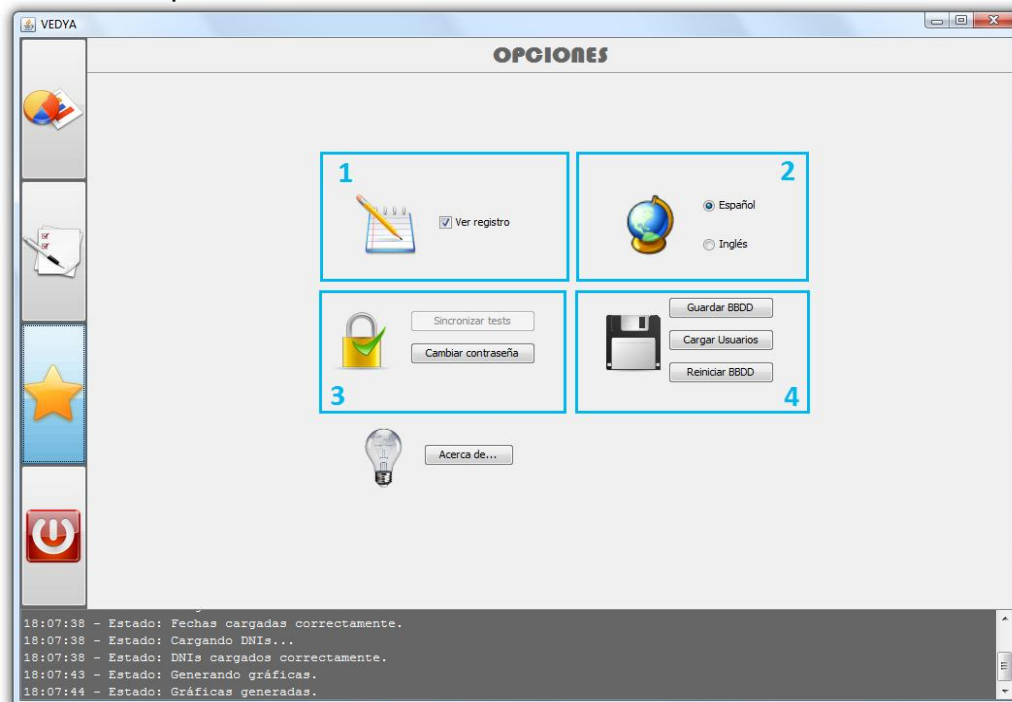 VEDYA
OPCIONES
1
Ver registro
2
Español
Inglés
Sincronizar tests
Cambiar contraseña
3
Guardar BBDD
Cargar Usuarios
Reiniciar BBDD
4
Acerca de...
18:07:38 - Estado: Fechas cargadas correctamente.
18:07:38 - Estado: Cargando DNIs...
18:07:38 - Estado: DNIs cargados correctamente.
18:07:43 - Estado: Generando gráficas.
18:07:44 - Estado: Gráficas generadas.